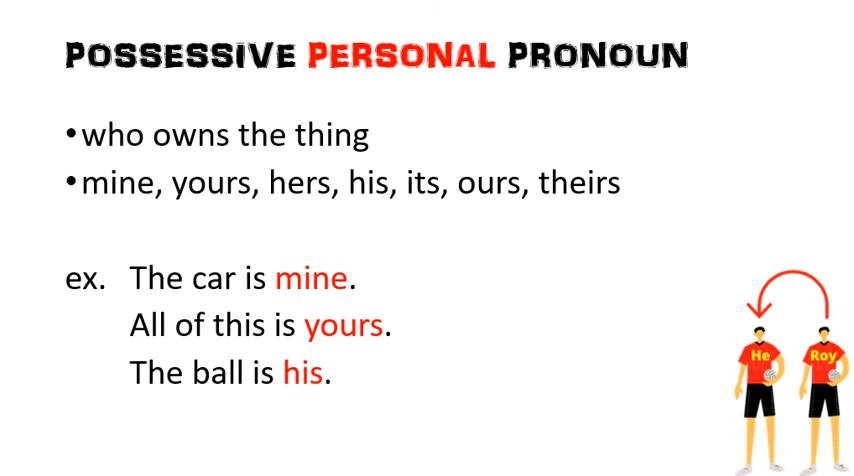 POSSESSIVE PERSONAL PRONOUN
•who owns the thing
•mine, yours, hers, his, its, ours, theirs
ex. The car is mine.
All of this is yours.
The ball is his.
He Roy